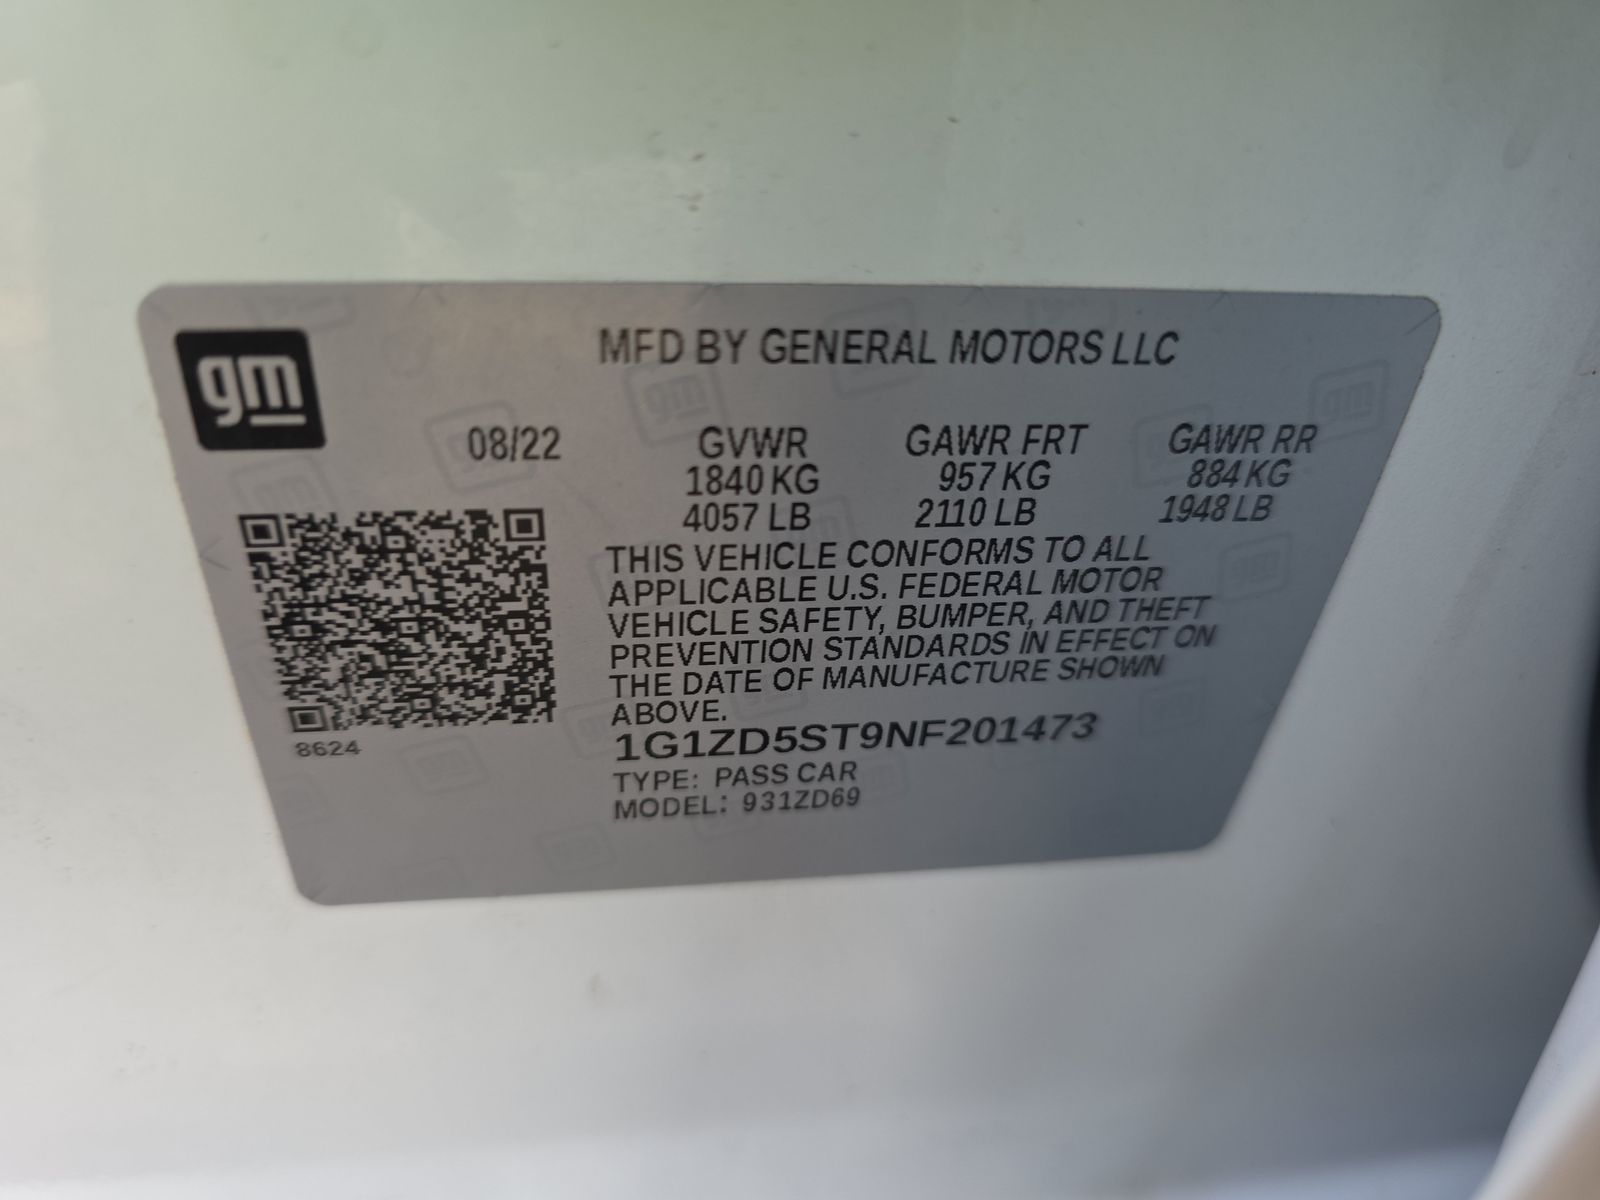 gm
MFD BY GENERAL MOTORS LLC
08/22 GVWR GAWR FRT GAWR RR
1840 KG 957 KG 884 KG
4057 LB 2110 LB 1948 LB
THIS VEHICLE CONFORMS TO ALL
APPLICABLE U.S. FEDERAL MOTOR
VEHICLE SAFETY, BUMPER, AND THEFT
PREVENTION STANDARDS IN EFFECT ON
THE DATE OF MANUFACTURE SHOWN
ABOVE.
1G1ZD5ST9NF201473
TYPE: PASS CAR
MODEL: 931ZD69
8624